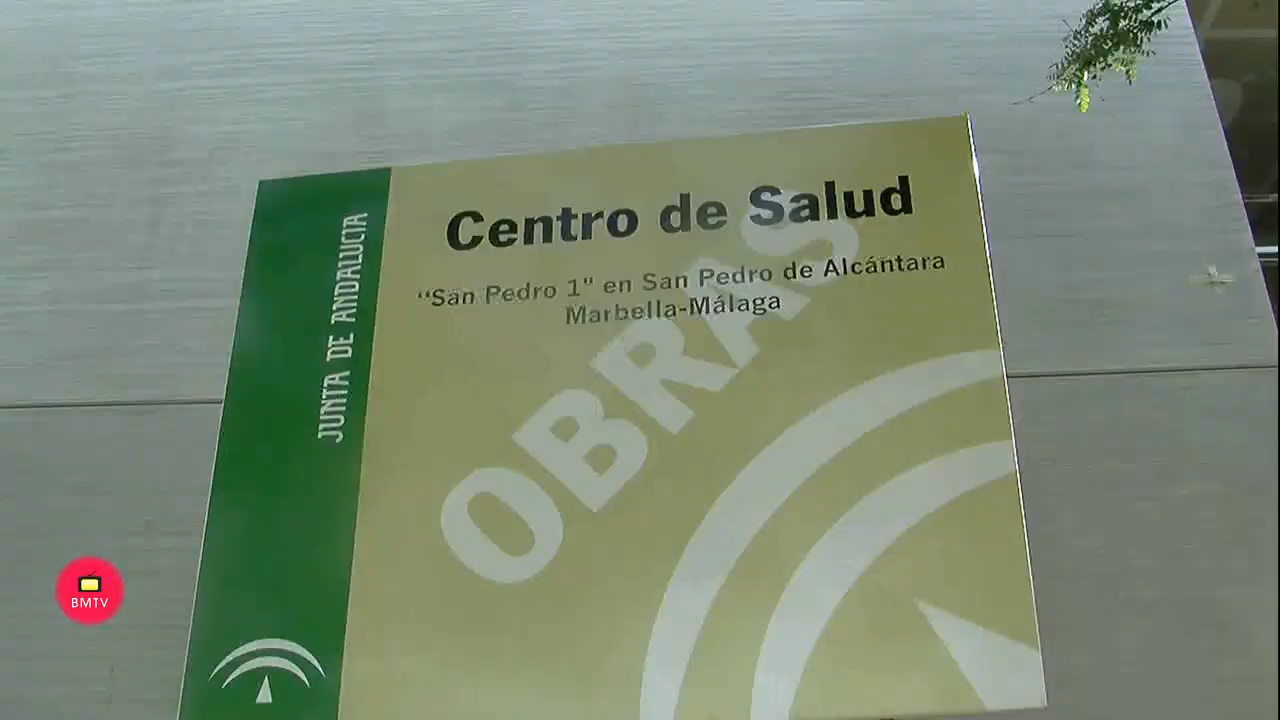 JUNTA DE ANDALUCIA
Centro de Salud
"San Pedro 1" en San Pedro de Alcántara
Marbella-Málaga
OBRAS
BMTV